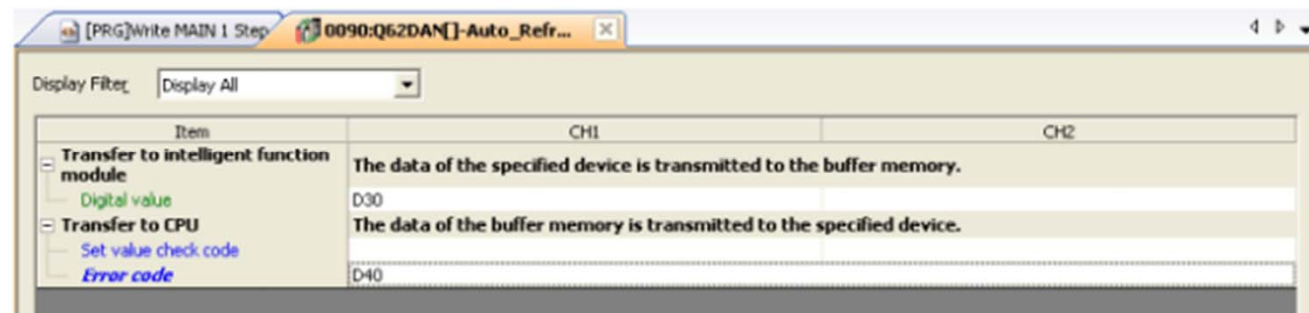 [PRG]Write MAIN 1 Step
0090:Q62DAN[]-Auto_Refr...
Display Filter Display All
Item CH1 CH2
Transfer to intelligent function module The data of the specified device is transmitted to the buffer memory.
Digital value D30
Transfer to CPU The data of the buffer memory is transmitted to the specified device.
Set value check code
Error code D40